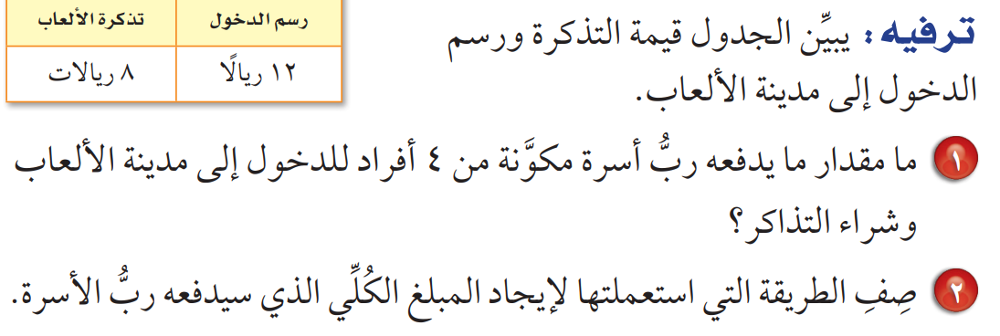 رسم الدخول تذكرة الألعاب
١٢ ريالًا ٨ ريالات
ترفيه: يبيِّن الجدول قيمة التذكرة ورسم
الدخول إلى مدينة الألعاب.
١ ما مقدار ما يدفعه ربُّ أسرة مكوَّنة من ٤ أفراد للدخول إلى مدينة الألعاب
وشراء التذاكر؟
٢ صِفِ الطريقة التي استعملتها لإيجاد المبلغ الكُلِّي الذي سيدفعه ربُّ الأسرة.